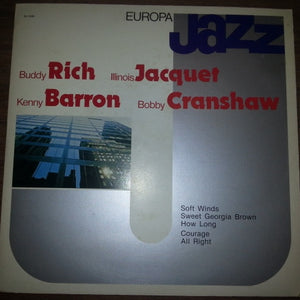 EUROPA
Jazz
Buddy Rich Illinois Jacquet
Kenny Barron Bobby Cranshaw
Soft Winds
Sweet Georgia Brown
How Long
Courage
All Right